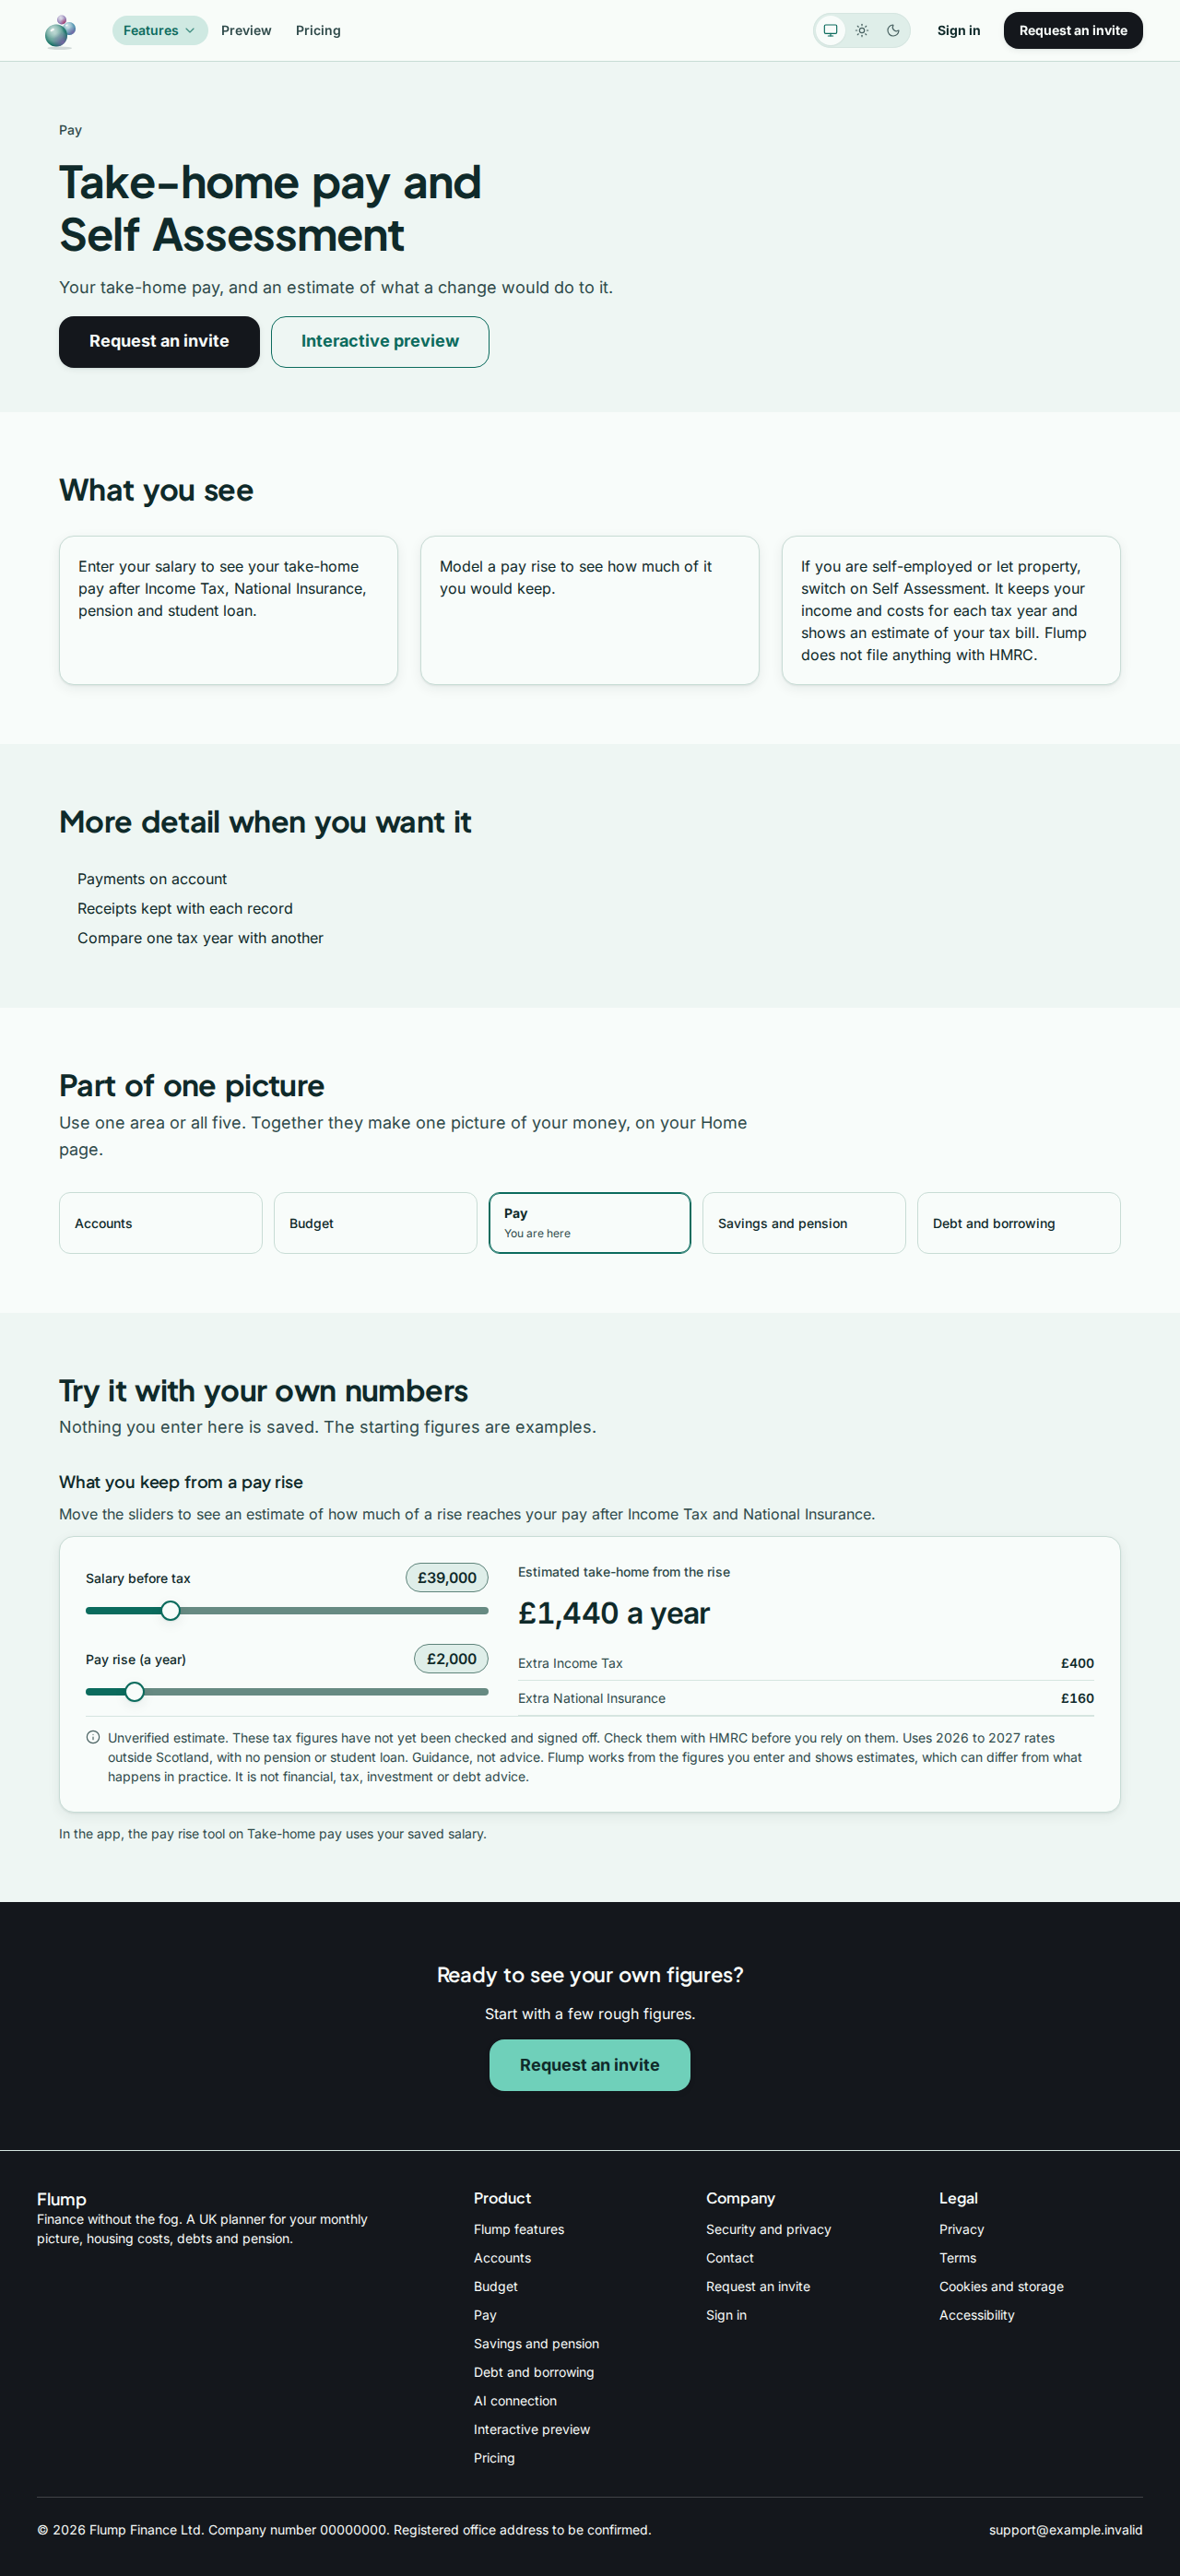 Features
Preview
Pricing
Sign in
Request an invite
Pay
Take-home pay and
Self Assessment
Your take-home pay, and an estimate of what a change would do to it.
Request an invite
Interactive preview
What you see
Enter your salary to see your take-home
pay after Income Tax, National Insurance,
pension and student loan.
Model a pay rise to see how much of it
you would keep.
If you are self-employed or let property,
switch on Self Assessment. It keeps your
income and costs for each tax year and
shows an estimate of your tax bill. Flump
does not file anything with HMRC.
More detail when you want it
Payments on account
Receipts kept with each record
Compare one tax year with another
Part of one picture
Use one area or all five. Together they make one picture of your money, on your Home
page.
Accounts
Budget
Pay
You are here
Savings and pension
Debt and borrowing
Try it with your own numbers
Nothing you enter here is saved. The starting figures are examples.
What you keep from a pay rise
Move the sliders to see an estimate of how much of a rise reaches your pay after Income Tax and National Insurance.
Salary before tax
£39,000
Pay rise (a year)
£2,000
Estimated take-home from the rise
£1,440 a year
Extra Income Tax
£400
Extra National Insurance
£160
Unverified estimate. These tax figures have not yet been checked and signed off. Check them with HMRC before you rely on them. Uses 2026 to 2027 rates
outside Scotland, with no pension or student loan. Guidance, not advice. Flump works from the figures you enter and shows estimates, which can differ from what
happens in practice. It is not financial, tax, investment or debt advice.
In the app, the pay rise tool on Take-home pay uses your saved salary.
Ready to see your own figures?
Start with a few rough figures.
Request an invite
Flump
Finance without the fog. A UK planner for your monthly
picture, housing costs, debts and pension.
Product
Flump features
Accounts
Budget
Pay
Savings and pension
Debt and borrowing
AI connection
Interactive preview
Pricing
Company
Security and privacy
Contact
Request an invite
Sign in
Legal
Privacy
Terms
Cookies and storage
Accessibility
© 2026 Flump Finance Ltd. Company number 00000000. Registered office address to be confirmed.
support@example.invalid